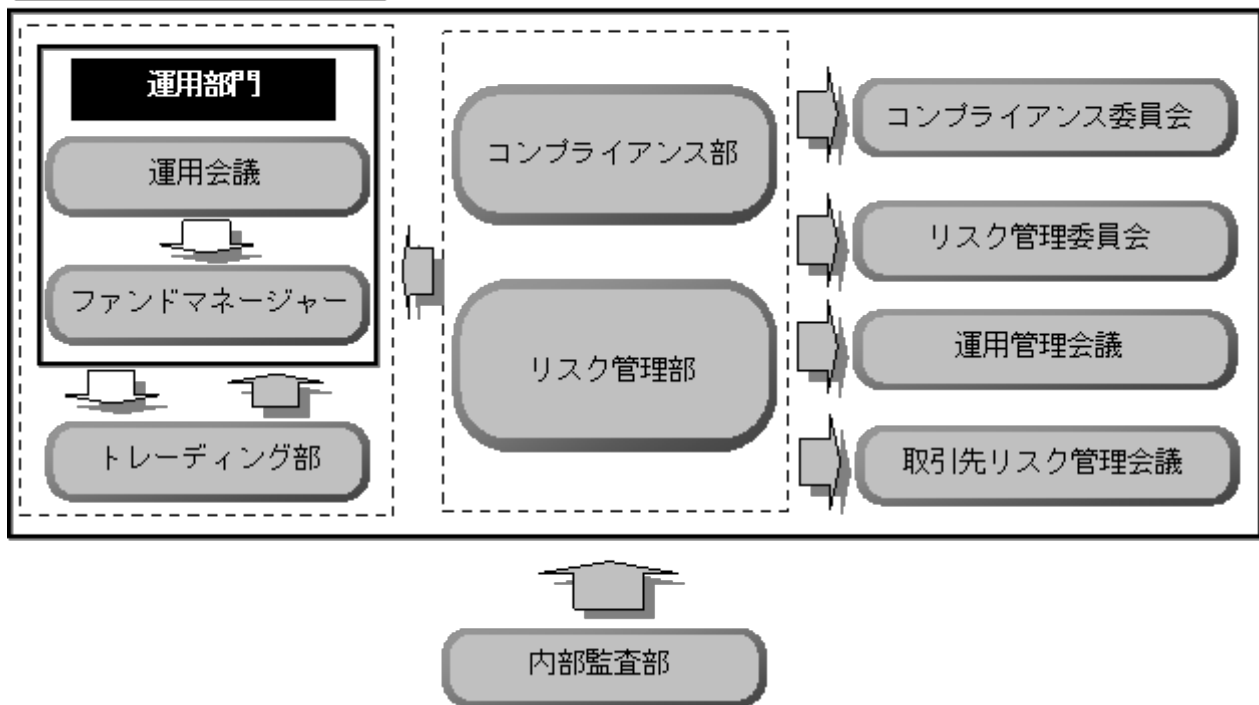 運用部門
運用会議
ファンドマネージャー
トレーディング部
コンプライアンス部
リスク管理部
コンプライアンス委員会
リスク管理委員会
運用管理会議
取引先リスク管理会議
内部監査部